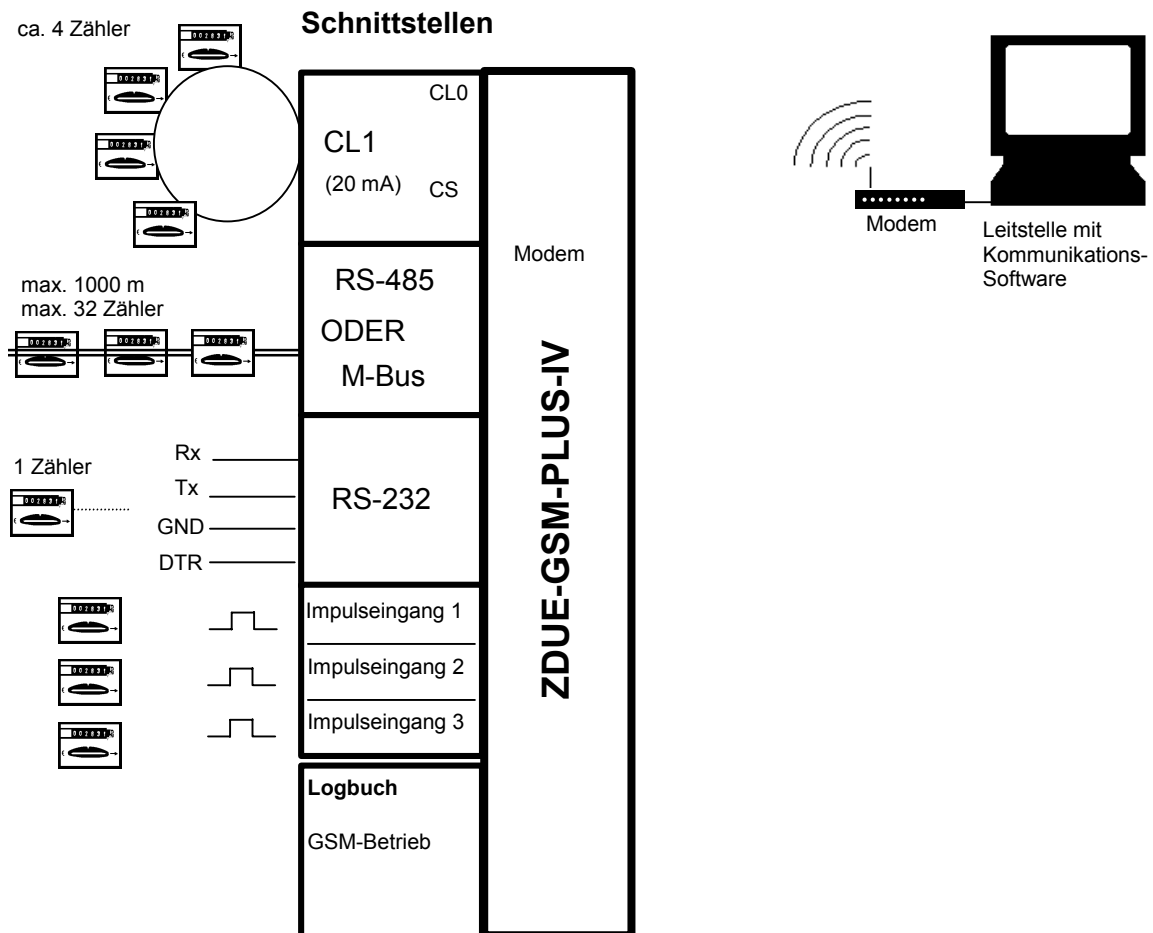 Schnittstellen
ca. 4 Zähler
CL0
CL1
(20 mA)
CS
max. 1000 m
max. 32 Zähler
RS-485
ODER
M-Bus
1 Zähler
Rx
Tx
GND
DTR
RS-232
Impulseingang 1
Impulseingang 2
Impulseingang 3
Logbuch
GSM-Betrieb
Modem
ZDUE-GSM-PLUS-IV
Modem
Leitstelle mit
Kommunikations-
Software